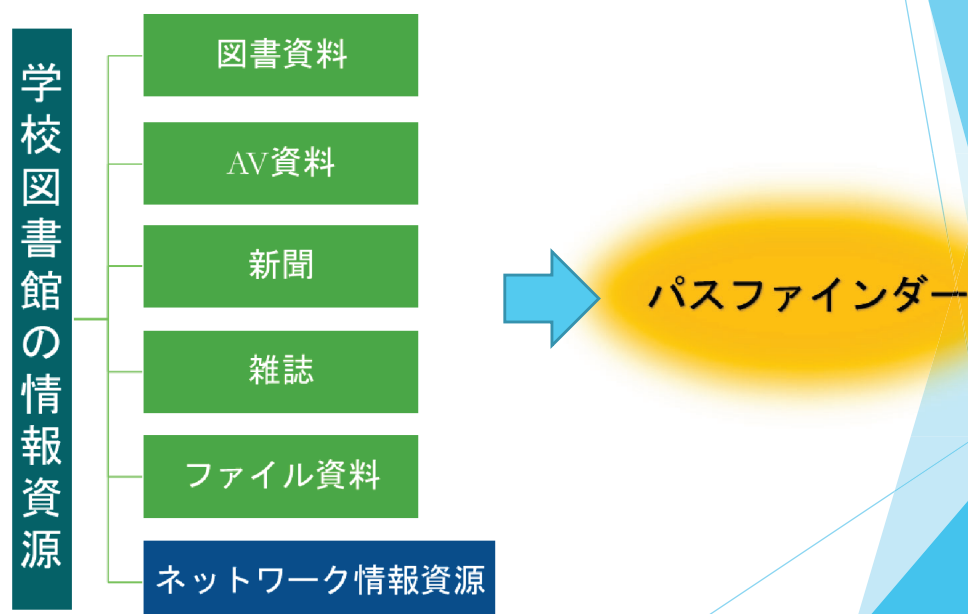 学校図書館の情報資源
図書資料
AV資料
新聞
雑誌
ファイル資料
ネットワーク情報資源
パスファインダー